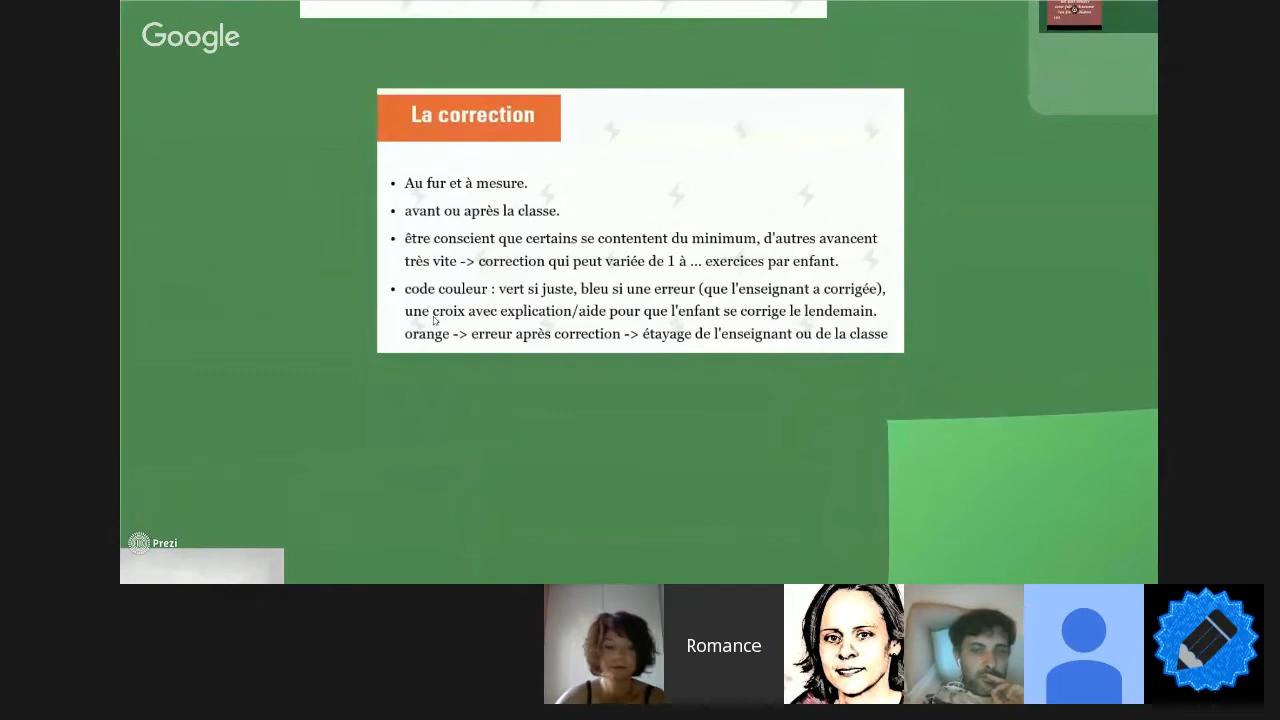 Google
La correction
• Au fur et à mesure.
• avant ou après la classe.
• être conscient que certains se contentent du minimum, d'autres avancent
très vite -> correction qui peut variée de 1 à ... exercices par enfant.
• code couleur : vert si juste, bleu si une erreur (que l'enseignant a corrigée),
une croix avec explication/aide pour que l'enfant se corrige le lendemain.
orange -> erreur après correction -> étayage de l'enseignant ou de la classe
Prezi
Romance